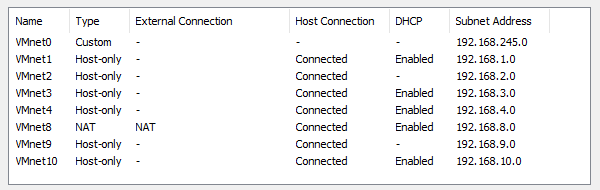 Name Type External Connection Host Connection DHCP Subnet Address
VMnet0 Custom - - - 192.168.245.0
VMnet1 Host-only - Connected Enabled 192.168.1.0
VMnet2 Host-only - Connected - 192.168.2.0
VMnet3 Host-only - Connected Enabled 192.168.3.0
VMnet4 Host-only - Connected Enabled 192.168.4.0
VMnet8 NAT NAT Connected Enabled 192.168.8.0
VMnet9 Host-only - Connected - 192.168.9.0
VMnet10 Host-only - Connected Enabled 192.168.10.0